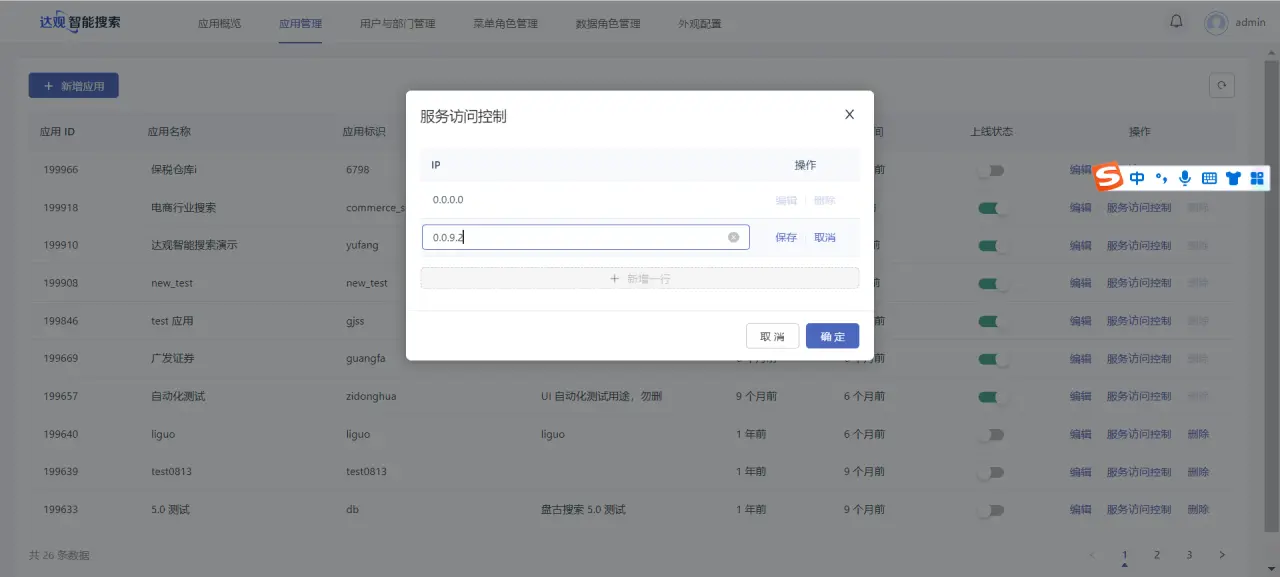 达观 智能搜索 应用概览 应用管理 用户与部门管理 菜单角色管理 数据角色管理 外观配置 admin
+ 新增应用
服务访问控制
应用 ID 应用名称 应用标识 间 上线状态 操作
IP 操作
199966 保税仓库i 6798 前 编辑
中
0.0.0.0 编辑 删除
199918 电商行业搜索 commerce_s 编辑 服务访问控制 删除
0.0.9.2 保存 取消
199910 达观智能搜索演示 yufang 前 编辑 服务访问控制 删除
+ 新增一行
199908 new_test new_test 前 编辑 服务访问控制 删除
199846 test 应用 gjss 前 编辑 服务访问控制 删除
取 消 确 定
199669 广发证券 guangfa 编辑 服务访问控制 删除
199657 自动化测试 zidonghua UI 自动化测试用途，勿删 9 个月前 6 个月前 编辑 服务访问控制 删除
199640 liguo liguo liguo 1 年前 6 个月前 编辑 服务访问控制 删除
199639 test0813 test0813 1 年前 9 个月前 编辑 服务访问控制 删除
199633 5.0 测试 db 盘古搜索 5.0 测试 1 年前 9 个月前 编辑 服务访问控制 删除
共 26 条数据 < 1 2 3 >